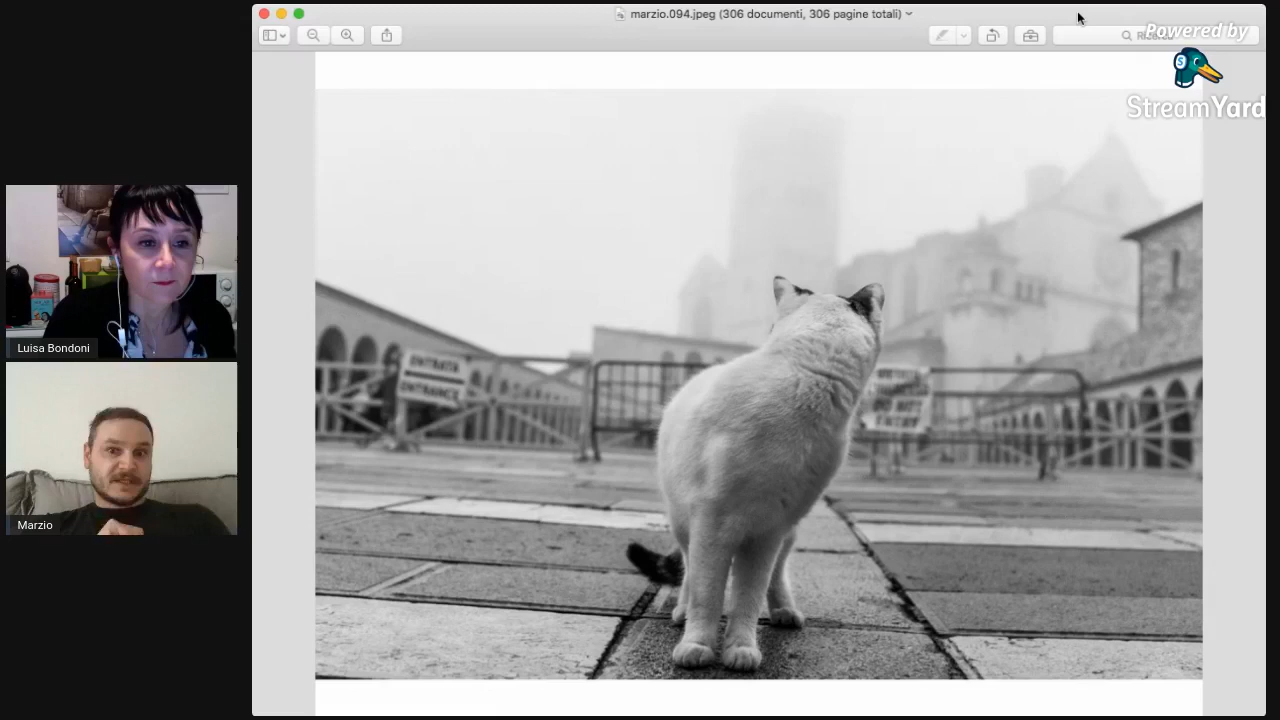 marzio.094.jpeg (306 documenti, 306 pagine totali)
Powered by
StreamYard
ENTRATA
ENTRANCE
Luisa Bondoni
Marzio